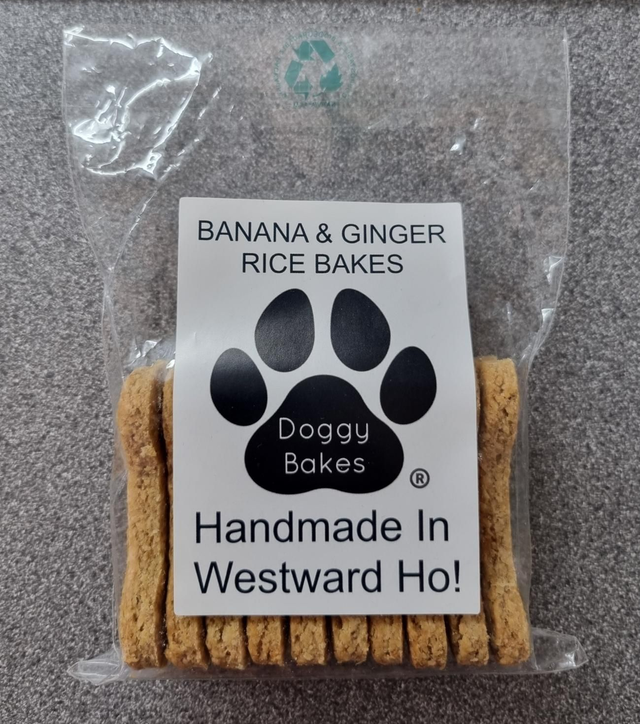 BANANA & GINGER
RICE BAKES
Doggy
Bakes
®
Handmade In
Westward Ho!